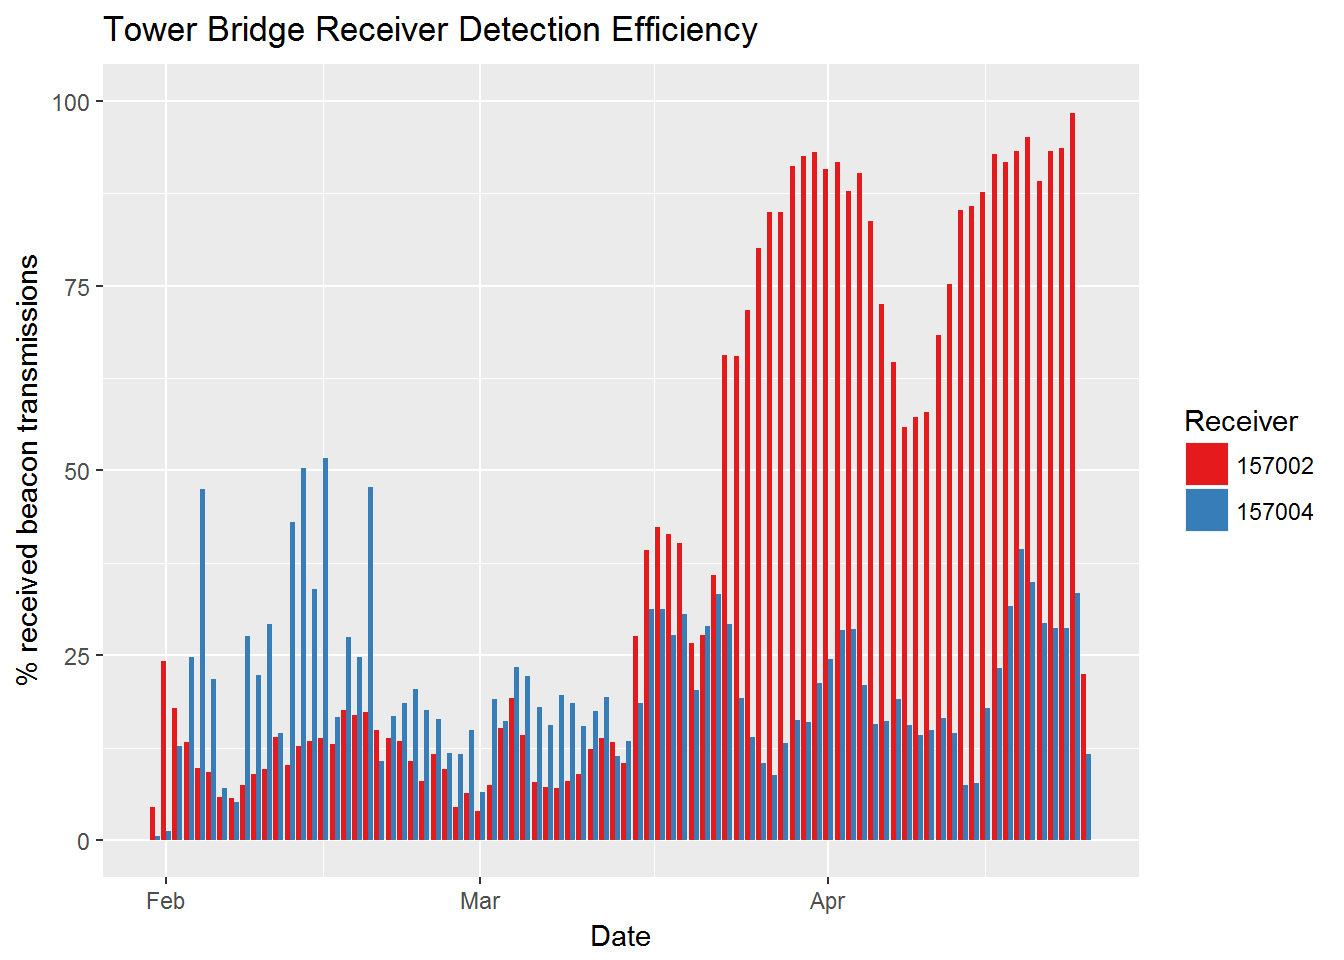 Tower Bridge Receiver Detection Efficiency
100
75
50
25
0
% received beacon transmissions
Feb
Mar
Apr
Date
Receiver
157002
157004